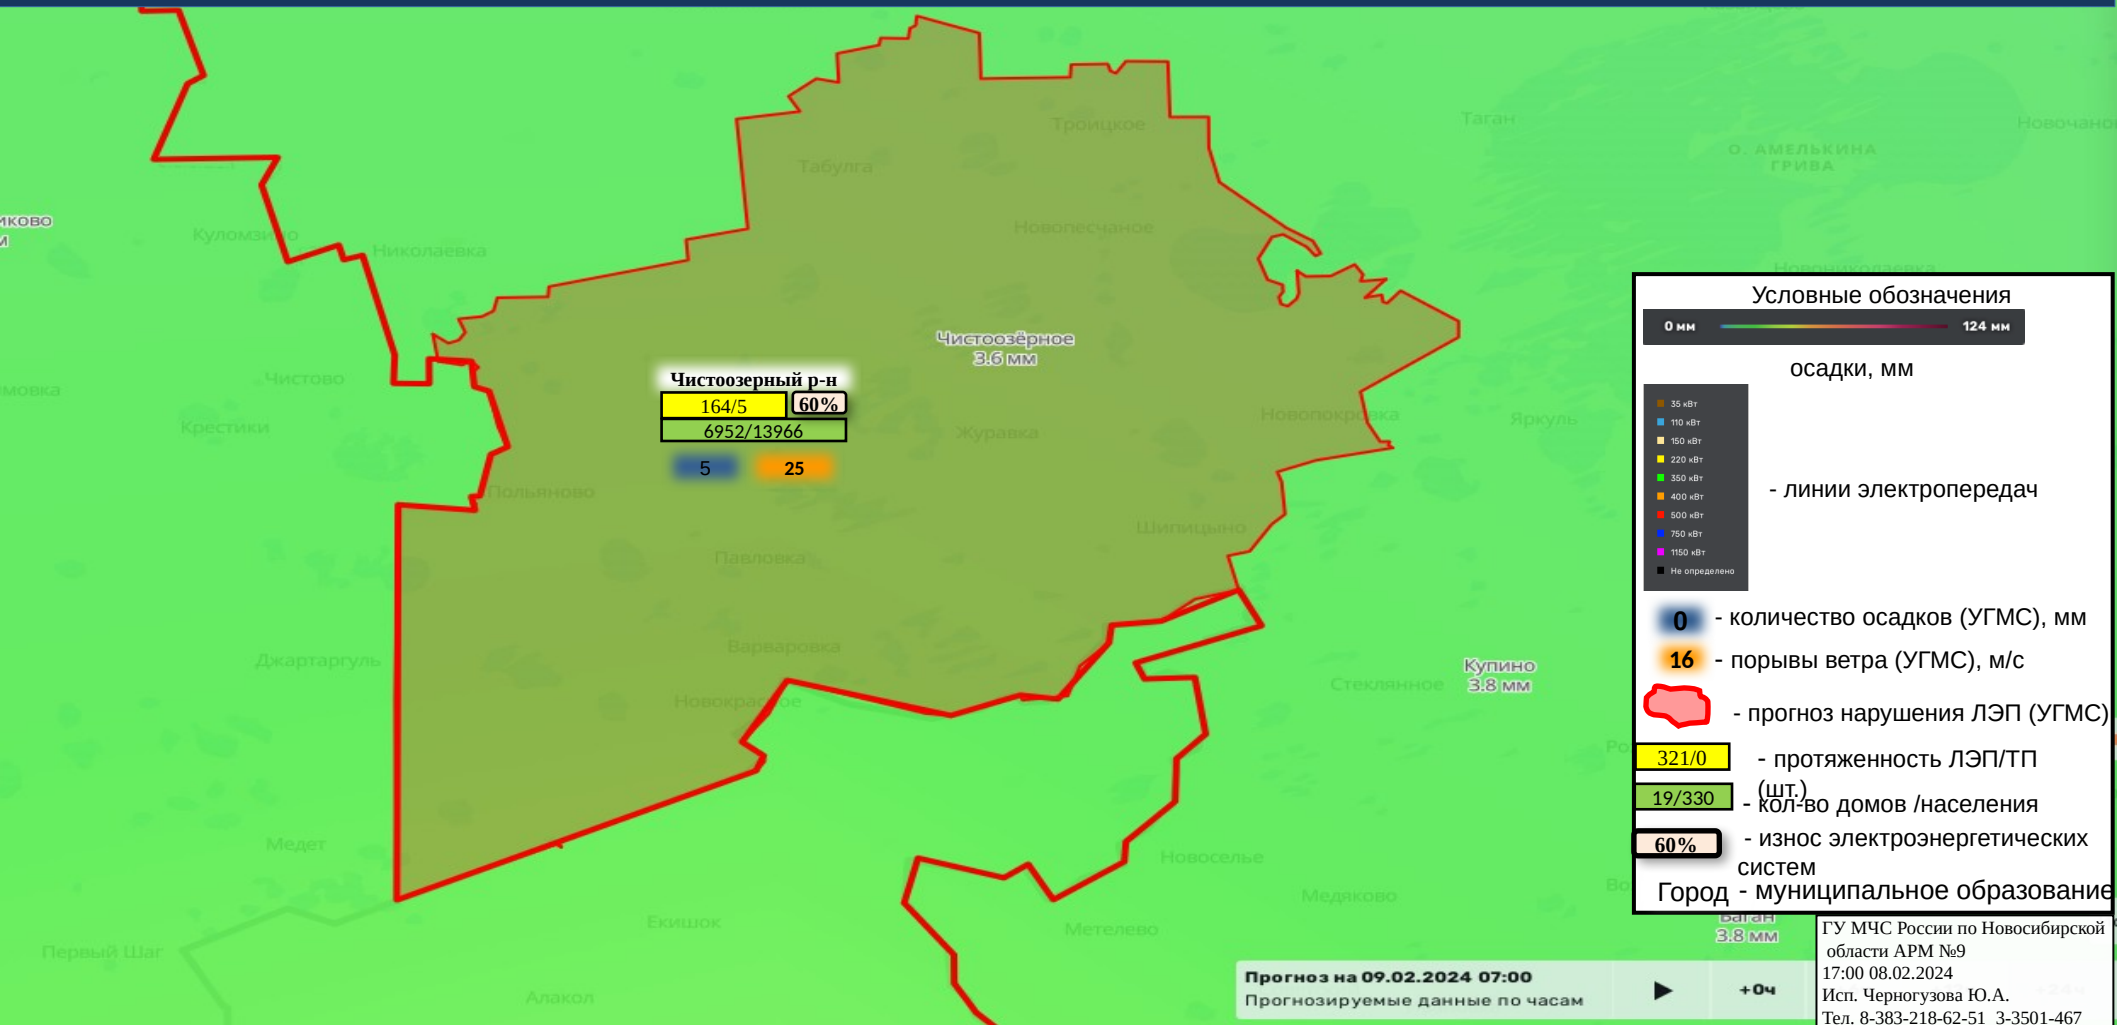 Троицкое
Таган
Новочано
Табулга
О. АМЕЛЬКИНА
ГРИВА
иково
м
Куломзино
Николаевка
Новопесчаное
Новониколаевка
Чистоозёрное
3.6 мм
Чистово
мовка
Крестики
Чистоозерный р-н
164/5
60%
6952/13966
5
25
Журавка
Новопокровка
Яркуль
Польяново
Шипицыно
Павловка
Варваровка
Джартаргуль
Новокрасное
Стеклянное
Купино
3.8 мм
Медет
Новоселье
Медяково
Екишок
Метелево
Первый Шаг
Алакол
Баган
3.8 мм
Условные обозначения
0 мм
124 мм
осадки, мм
35 кВт
110 кВт
150 кВт
220 кВт
350 кВт
400 кВт
500 кВт
750 кВт
1150 кВт
Не определено
- линии электропередач
0 - количество осадков (УГМС), мм
16 - порывы ветра (УГМС), м/с
- прогноз нарушения ЛЭП (УГМС)
321/0 - протяженность ЛЭП/ТП
(шт.)
19/330 - кол-во домов /населения
60% - износ электроэнергетических
систем
Город - муниципальное образование
Прогноз на 09.02.2024 07:00
Прогнозируемые данные по часам
+0ч
ГУ МЧС России по Новосибирской
области АРМ №9
17:00 08.02.2024
Исп. Черногузова Ю.А.
Тел. 8-383-218-62-51 3-3501-467